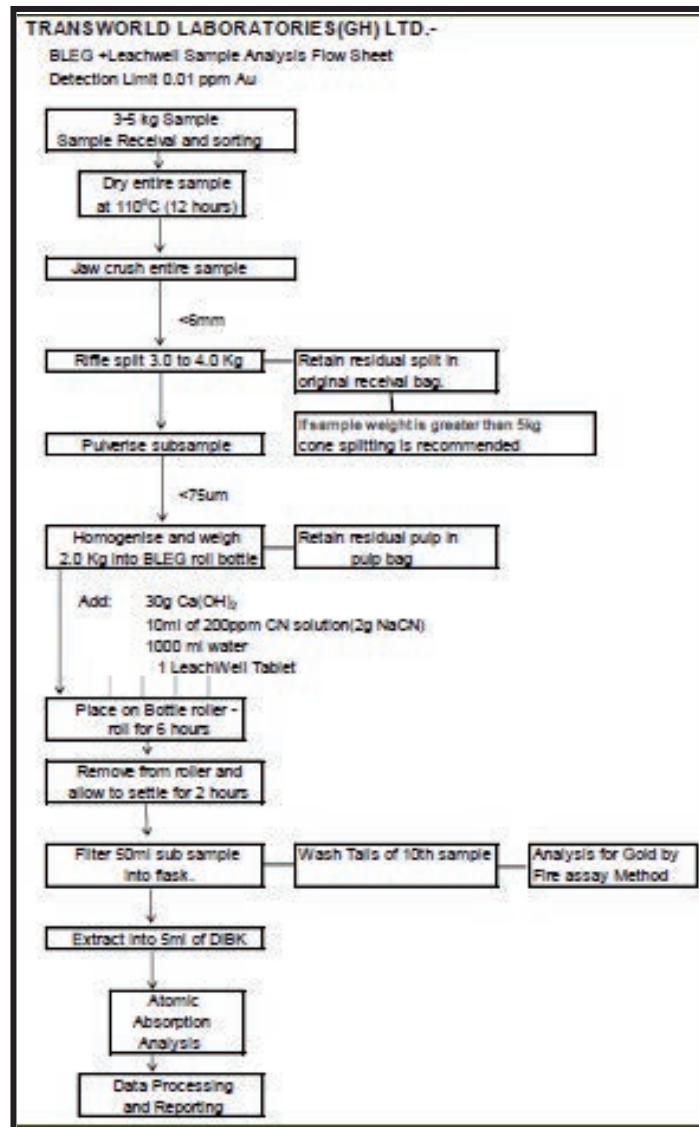 TRANSWORLD LABORATORIES(GH) LTD.-
BLEG +Leachwell Sample Analysis Flow Sheet
Detection Limit 0.01 ppm Au
3-5 kg Sample
Sample Receival and sorting
Dry entire sample
at 110⁰C (12 hours)
Jaw crush entire sample
<6mm
Riffle split 3.0 to 4.0 Kg
Retain residual split in
original receival bag.
If sample weight is greater than 5kg
cone splitting is recommended
Pulverise subsample
<75um
Homogenise and weigh
2.0 Kg into BLEG roll bottle
Retain residual pulp in
pulp bag
Add: 30g Ca(OH)₂
10ml of 200ppm CN solution(2g NaCN)
1000 ml water
1 LeachWell Tablet
Place on Bottle roller -
roll for 6 hours
Remove from roller and
allow to settle for 2 hours
Filter 50ml sub sample
into flask.
Wash Tails of 10th sample
Analysis for Gold by
Fire assay Method
Extract into 5ml of DIBK
Atomic
Absorption
Analysis
Data Processing
and Reporting